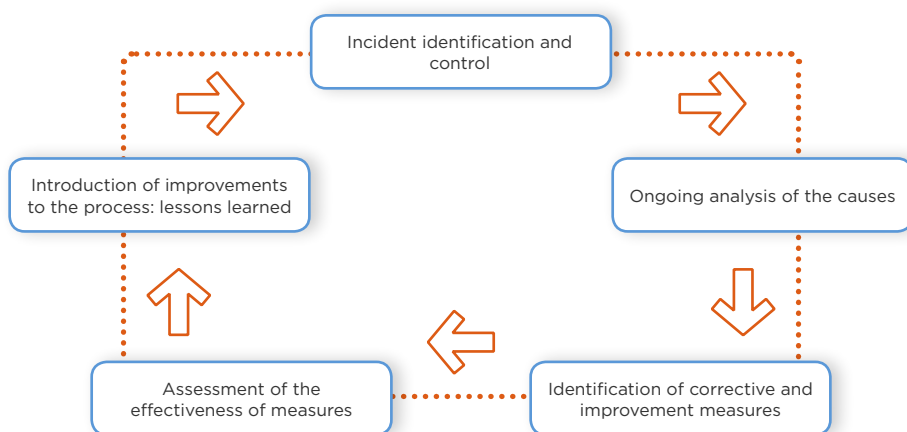 Incident identification and
control
Introduction of improvements
to the process: lessons learned
Ongoing analysis of the causes
Assessment of the
effectiveness of measures
Identification of corrective and
improvement measures